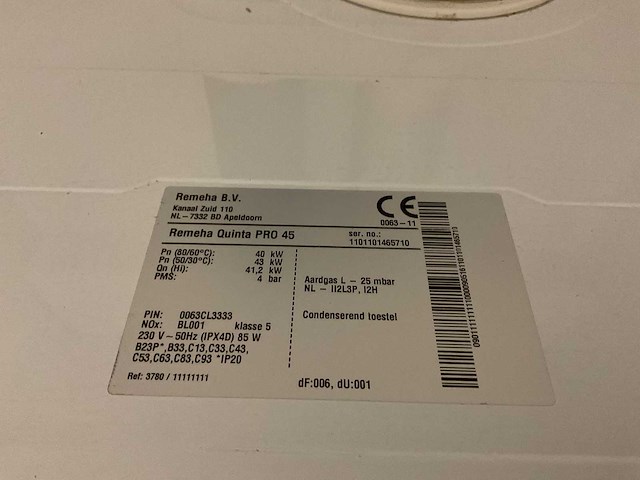 Remeha B.V.
Kanaal Zuid 110
NL-7332 BD Apeldoorn
CE
0063-11
Remeha Quinta PRO 45
ser. no.:
1101101465710
Pn (80/60°C): 40 kW
Pn (50/30°C): 43 kW
Qn (Hi): 41,2 kW
PMS: 4 bar
Aardgas L - 25 mbar
NL - II2L3P, I2H
Condenserend toestel
PIN: 0063CL3333
NOx: BL001 klasse 5
230 V-50Hz (IPX4D) 85 W
B23P*,B33,C13,C33,C43,
C53,C63,C83,C93 *IP20
Ref: 3780 / 11111111
dF:006, dU:001